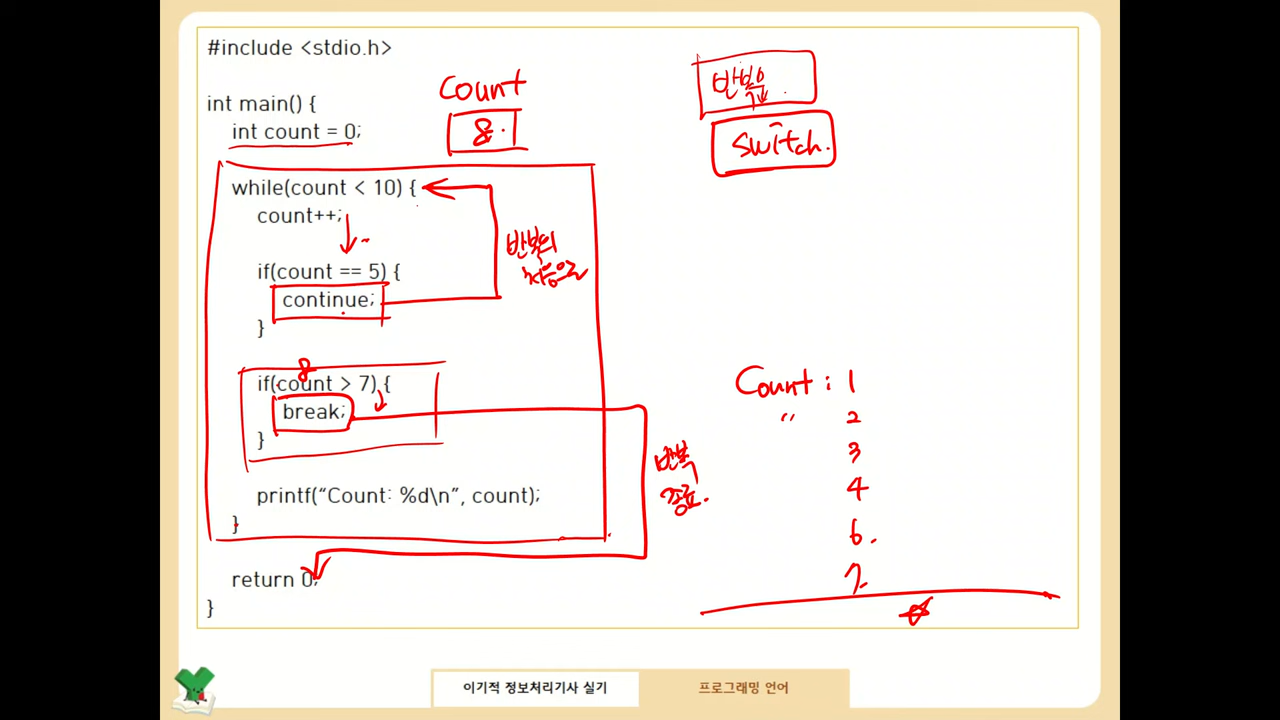 #include <stdio.h>
int main() {
int count = 0;
Count
8.
반복문
switch.
while(count < 10) {
count++;
반복의
처음으로
if(count == 5) {
continue;
}
8
if(count > 7) {
break;
}
반복
종료.
printf("Count: %d\n", count);
}
return 0;
}
Count : 1
〃 2
3
4
6.
7
이기적 정보처리기사 실기
프로그래밍 언어